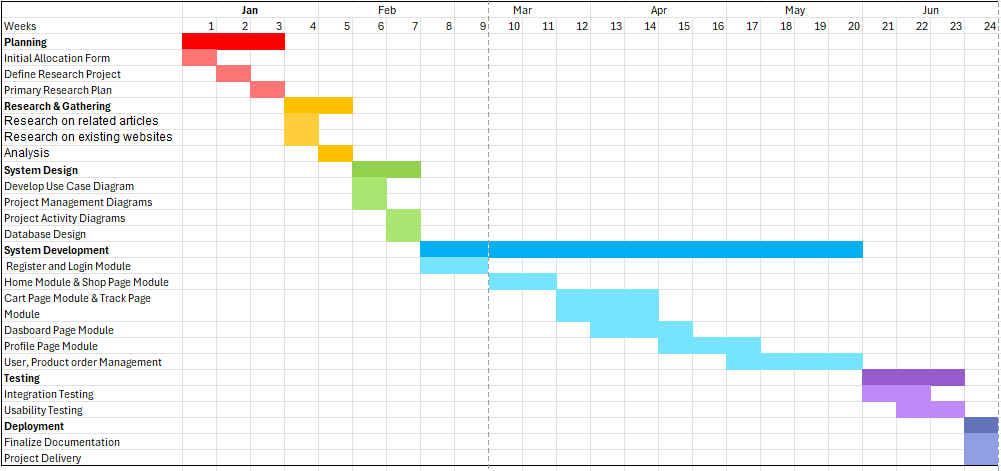 Jan Feb Mar Apr May Jun
Weeks 1 2 3 4 5 6 7 8 9 10 11 12 13 14 15 16 17 18 19 20 21 22 23 24
Planning
Initial Allocation Form
Define Research Project
Primary Research Plan
Research & Gathering
Research on related articles
Research on existing websites
Analysis
System Design
Develop Use Case Diagram
Project Management Diagrams
Project Activity Diagrams
Database Design
System Development
Register and Login Module
Home Module & Shop Page Module
Cart Page Module & Track Page
Module
Dasboard Page Module
Profile Page Module
User, Product order Management
Testing
Integration Testing
Usability Testing
Deployment
Finalize Documentation
Project Delivery